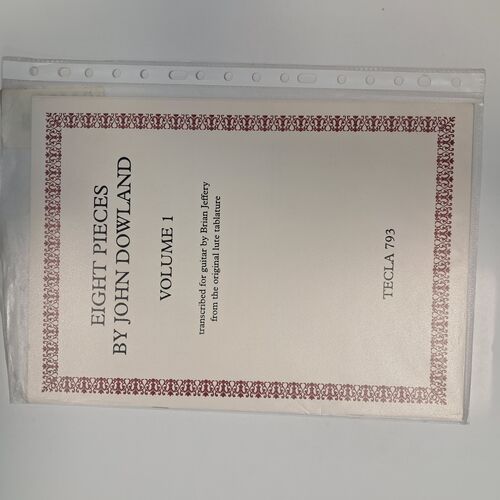 EIGHT PIECES
BY JOHN DOWLAND
VOLUME 1
transcribed for guitar by Brian Jeffery
from the original lute tablature
TECLA 793